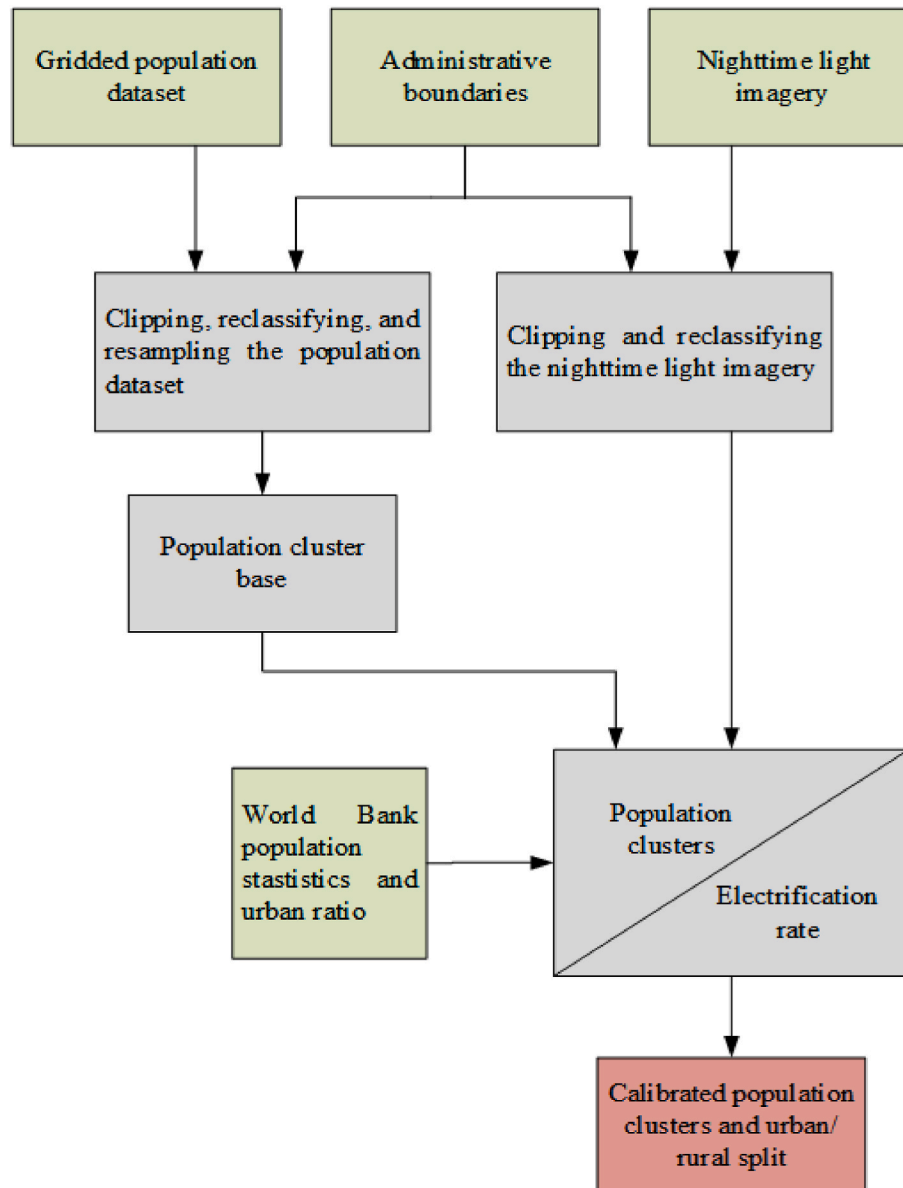 Gridded population
dataset
Administrative
boundaries
Nighttime light
imagery
Clipping, reclassifying, and
resampling the population
dataset
Clipping and reclassifying
the nighttime light imagery
Population cluster
base
World Bank
population
stastistics and
urban ratio
Population
clusters
Electrification
rate
Calibrated population
clusters and urban/
rural split